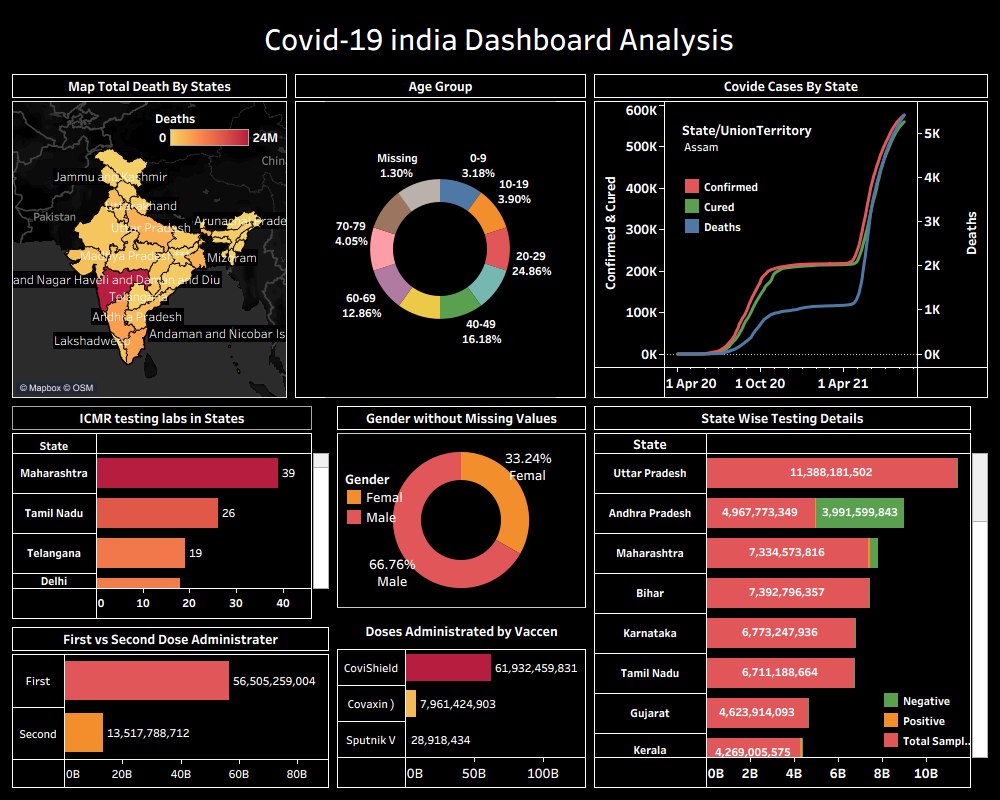 Covid-19 india Dashboard Analysis
Map Total Death By States
Deaths
0
24M
Chin
Jammu and Kashmir
Pakistan
Uttarakhand
Arunachal Prade
Uttar Pradesh
Madhya Pradesh
Mizoram
and Nagar Haveli and Daman and Diu
Telangana
Andhra Pradesh
Lakshadweep
Andaman and Nicobar Is
© Mapbox © OSM
Age Group
Missing
1.30%
0-9
3.18%
10-19
3.90%
70-79
4.05%
20-29
24.86%
60-69
12.86%
40-49
16.18%
Covide Cases By State
State/UnionTerritory
Assam
Confirmed
Cured
Deaths
Confirmed & Cured
600K
500K
400K
300K
200K
100K
0K
Deaths
5K
4K
3K
2K
1K
0K
1 Apr 20
1 Oct 20
1 Apr 21
ICMR testing labs in States
State
Maharashtra
39
Tamil Nadu
26
Telangana
19
Delhi
0
10
20
30
40
Gender without Missing Values
Gender
Femal
Male
33.24%
Femal
66.76%
Male
State Wise Testing Details
State
Uttar Pradesh
11,388,181,502
Andhra Pradesh
4,967,773,349
3,991,599,843
Maharashtra
7,334,573,816
Bihar
7,392,796,357
Karnataka
6,773,247,936
Tamil Nadu
6,711,188,664
Gujarat
4,623,914,093
Kerala
4,269,005,575
Negative
Positive
Total Sampl..
0B
2B
4B
6B
8B
10B
First vs Second Dose Administrater
First
56,505,259,004
Second
13,517,788,712
0B
20B
40B
60B
80B
Doses Administrated by Vaccen
CoviShield
61,932,459,831
Covaxin )
7,961,424,903
Sputnik V
28,918,434
0B
50B
100B